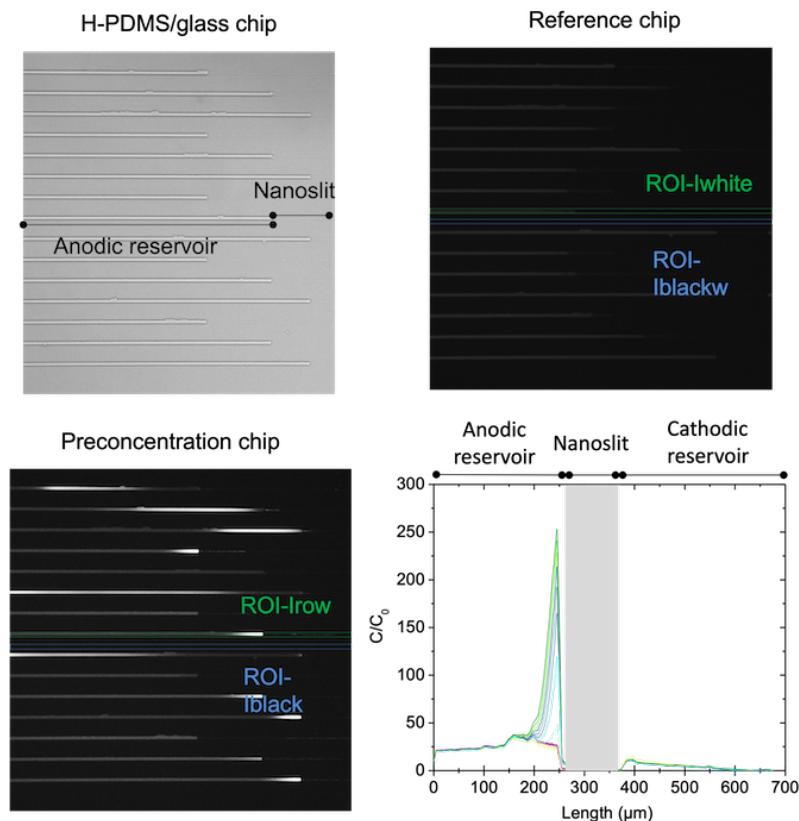 H-PDMS/glass chip
Nanoslit
Anodic reservoir
Reference chip
ROI-Iwhite
ROI-
Iblackw
Preconcentration chip
ROI-Irow
ROI-
Iblack
Anodic
reservoir
Nanoslit
Cathodic
reservoir
300
250
200
150
100
50
0
C/C0
0 100 200 300 400 500 600 700
Length (µm)